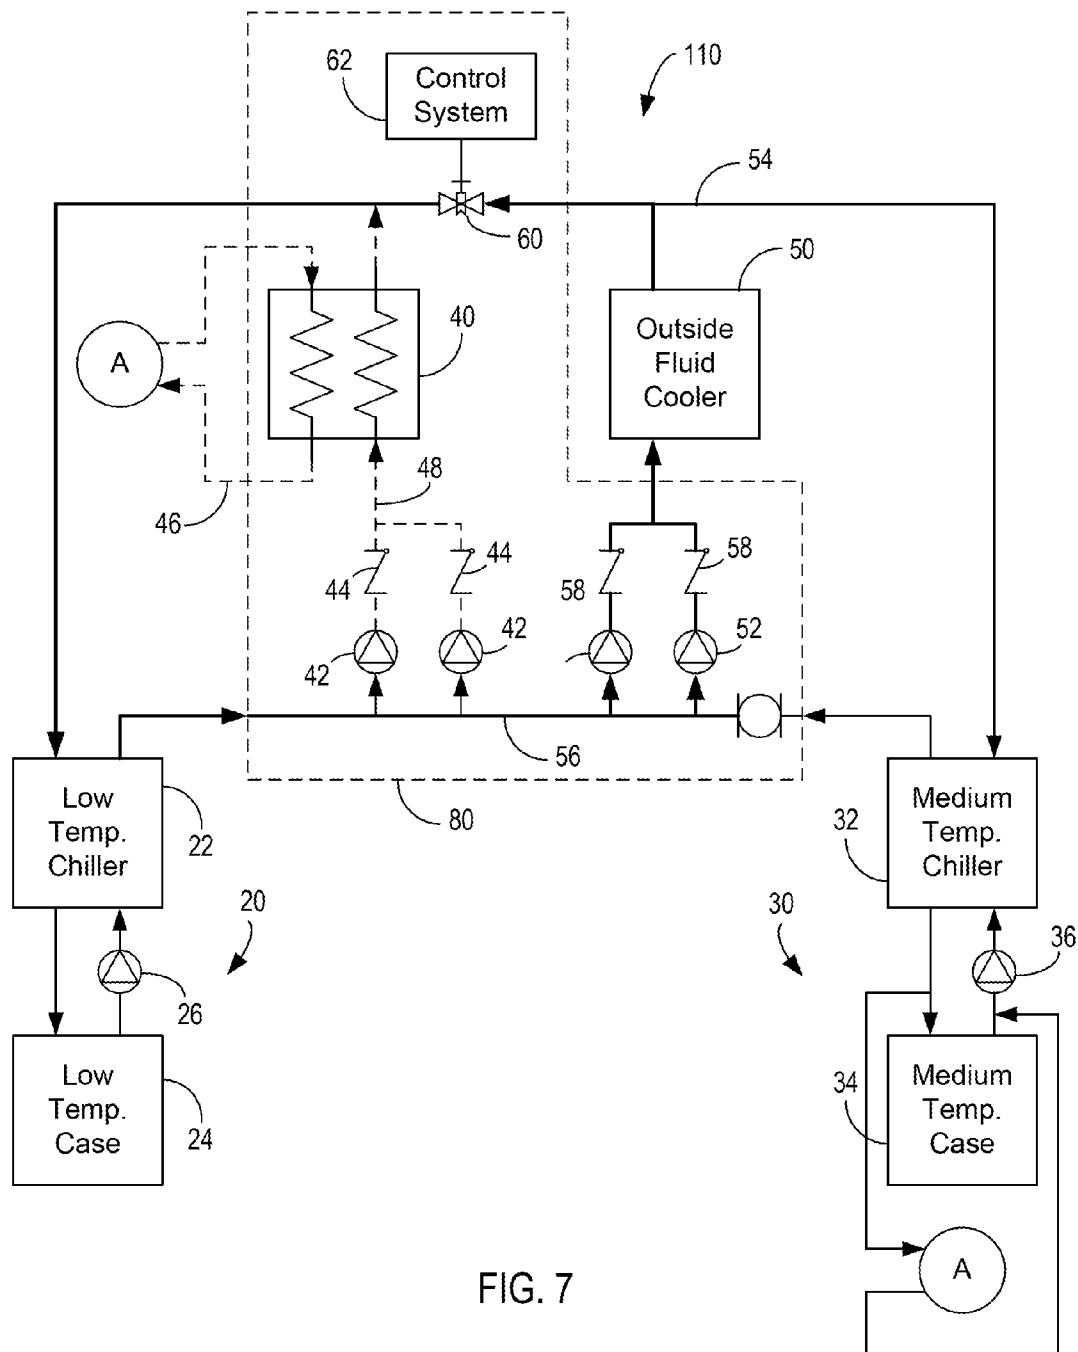 62
Control
System
110
54
60
50
A
40
Outside
Fluid
Cooler
48
46
44
44
58
58
42
42
52
56
80
Low
Temp.
Chiller
22
32
Medium
Temp.
Chiller
20
30
26
36
Low
Temp.
Case
24
34
Medium
Temp.
Case
A
FIG. 7